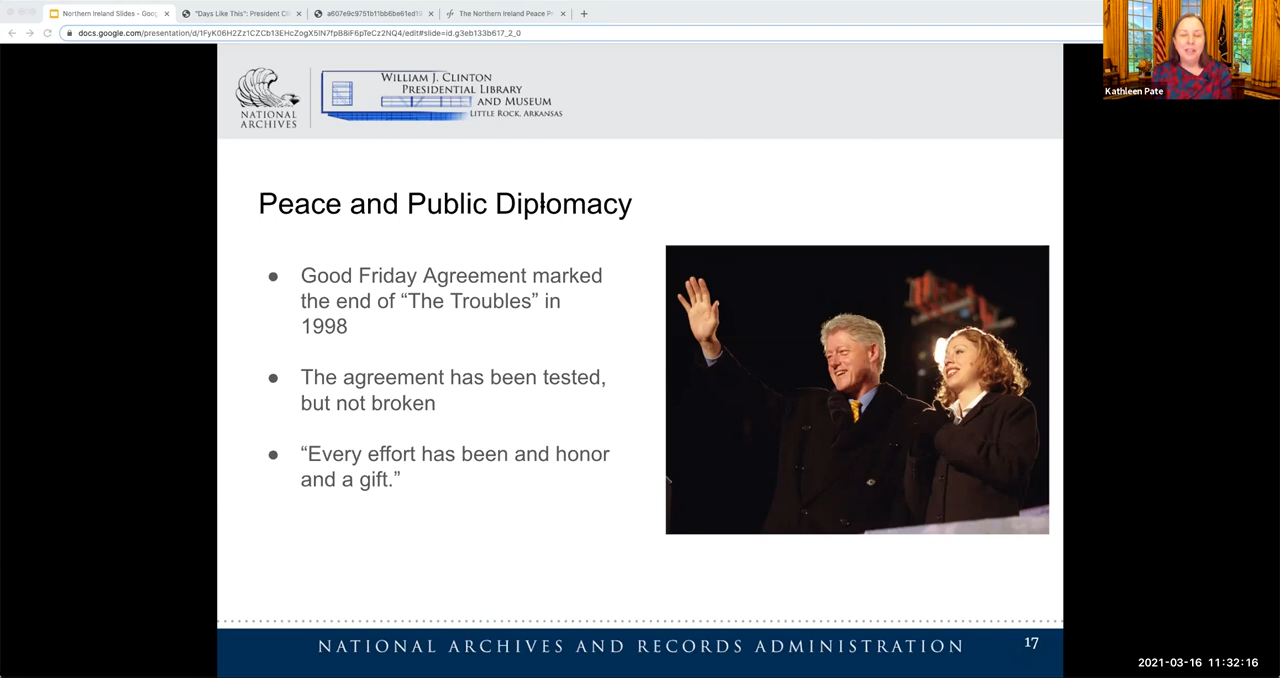 Northern Ireland Slides - Goo
"Days Like This": President Cl
a607e9c9751b11bb6be61ed1
The Northern Ireland Peace P
docs.google.com/presentation/d/1FyK06H2Zz1CZCb13EHcZogX5IN7fpB8iF6pTeCz2NQ4/edit#slide=id.g3eb133b617_2_0
Kathleen Pate
NATIONAL
ARCHIVES
WILLIAM J. CLINTON
PRESIDENTIAL LIBRARY
AND MUSEUM
LITTLE ROCK, ARKANSAS
Peace and Public Diplomacy
● Good Friday Agreement marked
the end of “The Troubles” in
1998
● The agreement has been tested,
but not broken
● “Every effort has been and honor
and a gift.”
NATIONAL ARCHIVES AND RECORDS ADMINISTRATION
17
2021-03-16 11:32:16